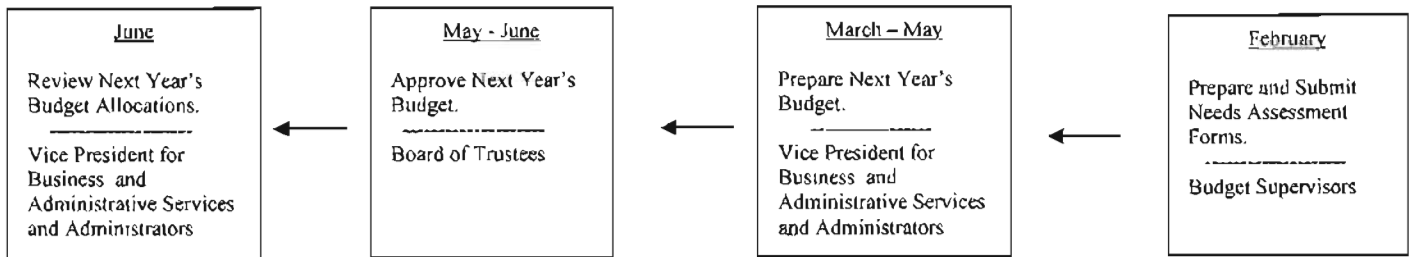 June
Review Next Year's
Budget Allocations.
Vice President for
Business and
Administrative Services
and Administrators
May - June
Approve Next Year's
Budget.
Board of Trustees
March – May
Prepare Next Year's
Budget.
Vice President for
Business and
Administrative Services
and Administrators
February
Prepare and Submit
Needs Assessment
Forms.
Budget Supervisors